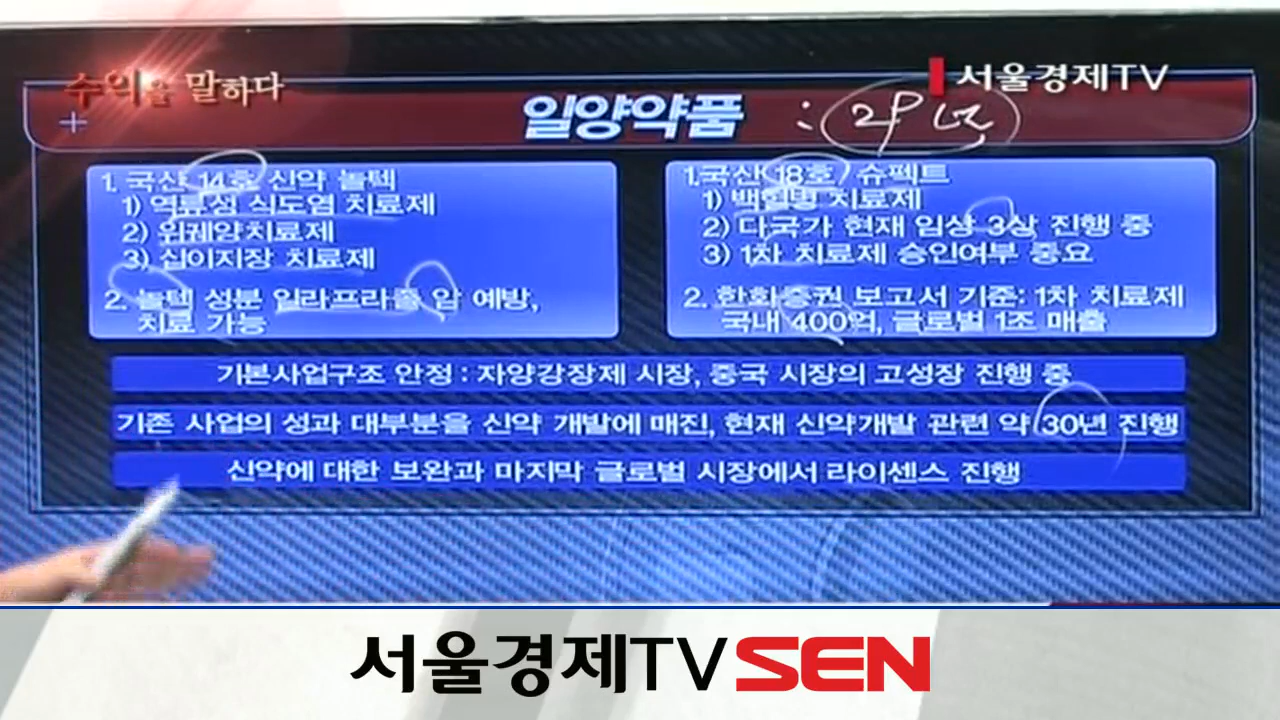 수익을 말하다
서울경제TV
일양약품 : 29년
1. 국산 14호 신약 놀텍
1) 역류성 식도염 치료제
2) 위궤양치료제
3) 십이지장 치료제
2. 놀텍 성분 일라프라졸 암 예방,
치료 가능
1.국산 18호 슈펙트
1) 백혈병 치료제
2) 다국가 현재 임상 3상 진행 중
3) 1차 치료제 승인여부 중요
2. 한화증권 보고서 기준: 1차 치료제
국내 400억, 글로벌 1조 매출
기본사업구조 안정 : 자양강장제 시장, 중국 시장의 고성장 진행 중
기존 사업의 성과 대부분을 신약 개발에 매진, 현재 신약개발 관련 약 30년 진행
신약에 대한 보완과 마지막 글로벌 시장에서 라이센스 진행
서울경제TV SEN